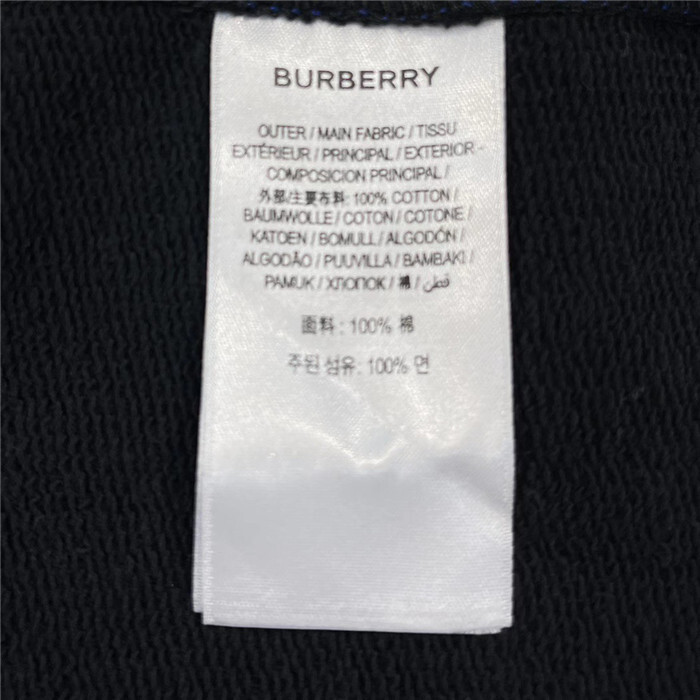 BURBERRY
OUTER / MAIN FABRIC / TISSU
EXTÉRIEUR / PRINCIPAL / EXTERIOR -
COMPOSICION PRINCIPAL /
外部/主要布料: 100% COTTON /
BAUMWOLLE / COTON / COTONE /
KATOEN / BOMULL / ALGODÓN /
ALGODÃO / PUUVILLA / BAMBAKI /
PAMUK / ХЛОПОК / 棉 / قطن
面料 : 100% 棉
주된 섬유: 100% 면